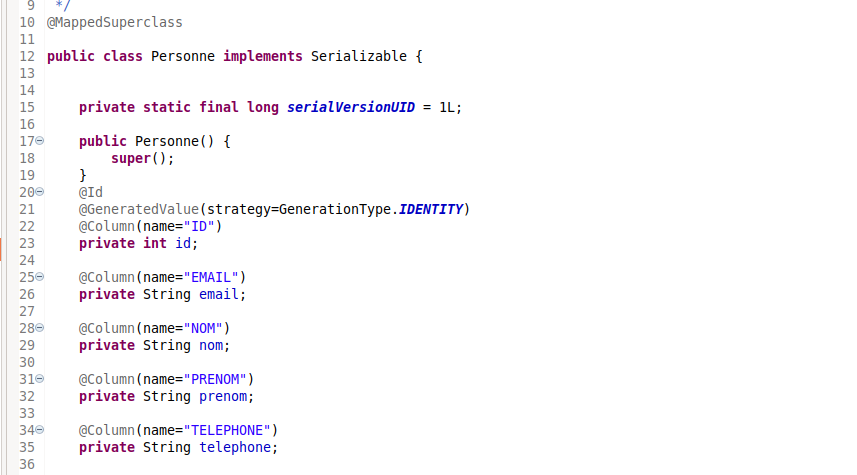 9 */
10 @MappedSuperclass
11
12 public class Personne implements Serializable {
13
14
15 private static final long serialVersionUID = 1L;
16
17 public Personne() {
18 super();
19 }
20 @Id
21 @GeneratedValue(strategy=GenerationType.IDENTITY)
22 @Column(name="ID")
23 private int id;
24
25 @Column(name="EMAIL")
26 private String email;
27
28 @Column(name="NOM")
29 private String nom;
30
31 @Column(name="PRENOM")
32 private String prenom;
33
34 @Column(name="TELEPHONE")
35 private String telephone;
36